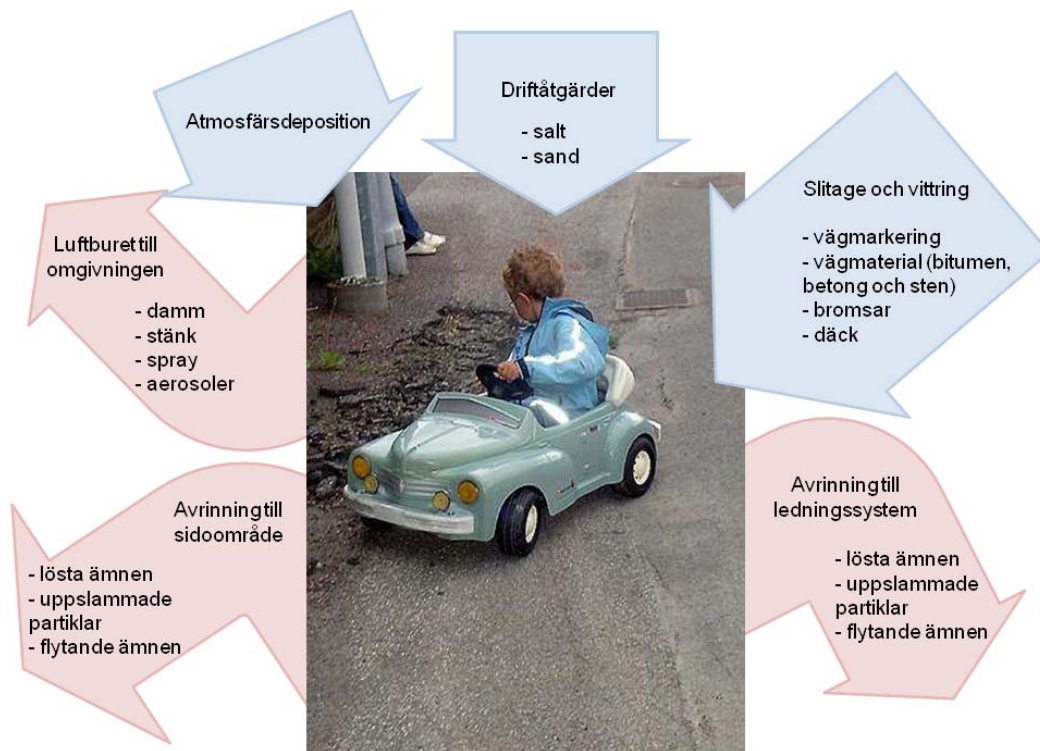 Atmosfärsdeposition
Driftåtgärder
- salt
- sand
Slitage och vittring
- vägmarkering
- vägmaterial (bitumen,
betong och sten)
- bromsar
- däck
Luftburet till
omgivningen
- damm
- stänk
- spray
- aerosoler
Avrinning till
sidoområde
- lösta ämnen
- uppslammade
partiklar
- flytande ämnen
Avrinning till
ledningssystem
- lösta ämnen
- uppslammade
partiklar
- flytande ämnen